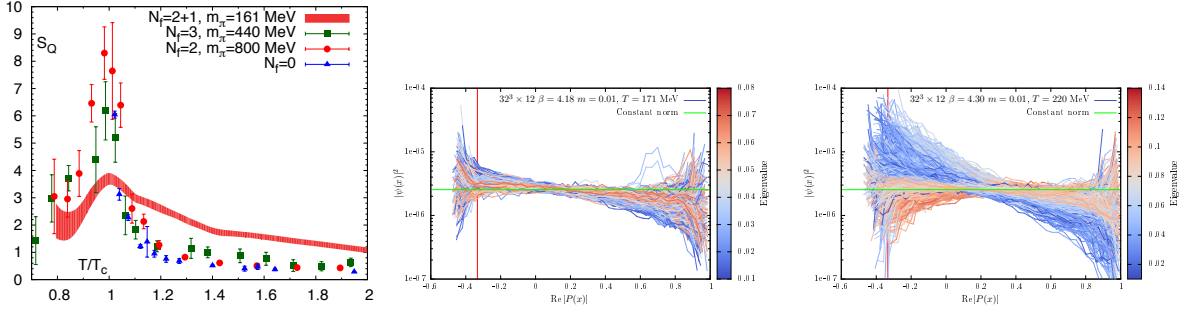 N_f=2+1, m_π=161 MeV
N_f=3, m_π=440 MeV
N_f=2, m_π=800 MeV
N_f=0
S_Q
10
9
8
7
6
5
4
3
2
1
0
T/T_c
0.8 1 1.2 1.4 1.6 1.8 2
32³ × 12 β = 4.18 m = 0.01, T = 171 MeV
Constant norm
|ψ(x)|²
1e-04
1e-05
1e-06
1e-07
-0.6 -0.4 -0.2 0 0.2 0.4 0.6 0.8 1
Re|P(x)|
0.08
0.07
0.06
0.05
0.04
0.03
0.02
0.01
Eigenvalue
32³ × 12 β = 4.30 m = 0.01, T = 220 MeV
Constant norm
|ψ(x)|²
1e-04
1e-05
1e-06
1e-07
-0.6 -0.4 -0.2 0 0.2 0.4 0.6 0.8 1
Re|P(x)|
0.14
0.12
0.10
0.08
0.06
0.04
0.02
Eigenvalue